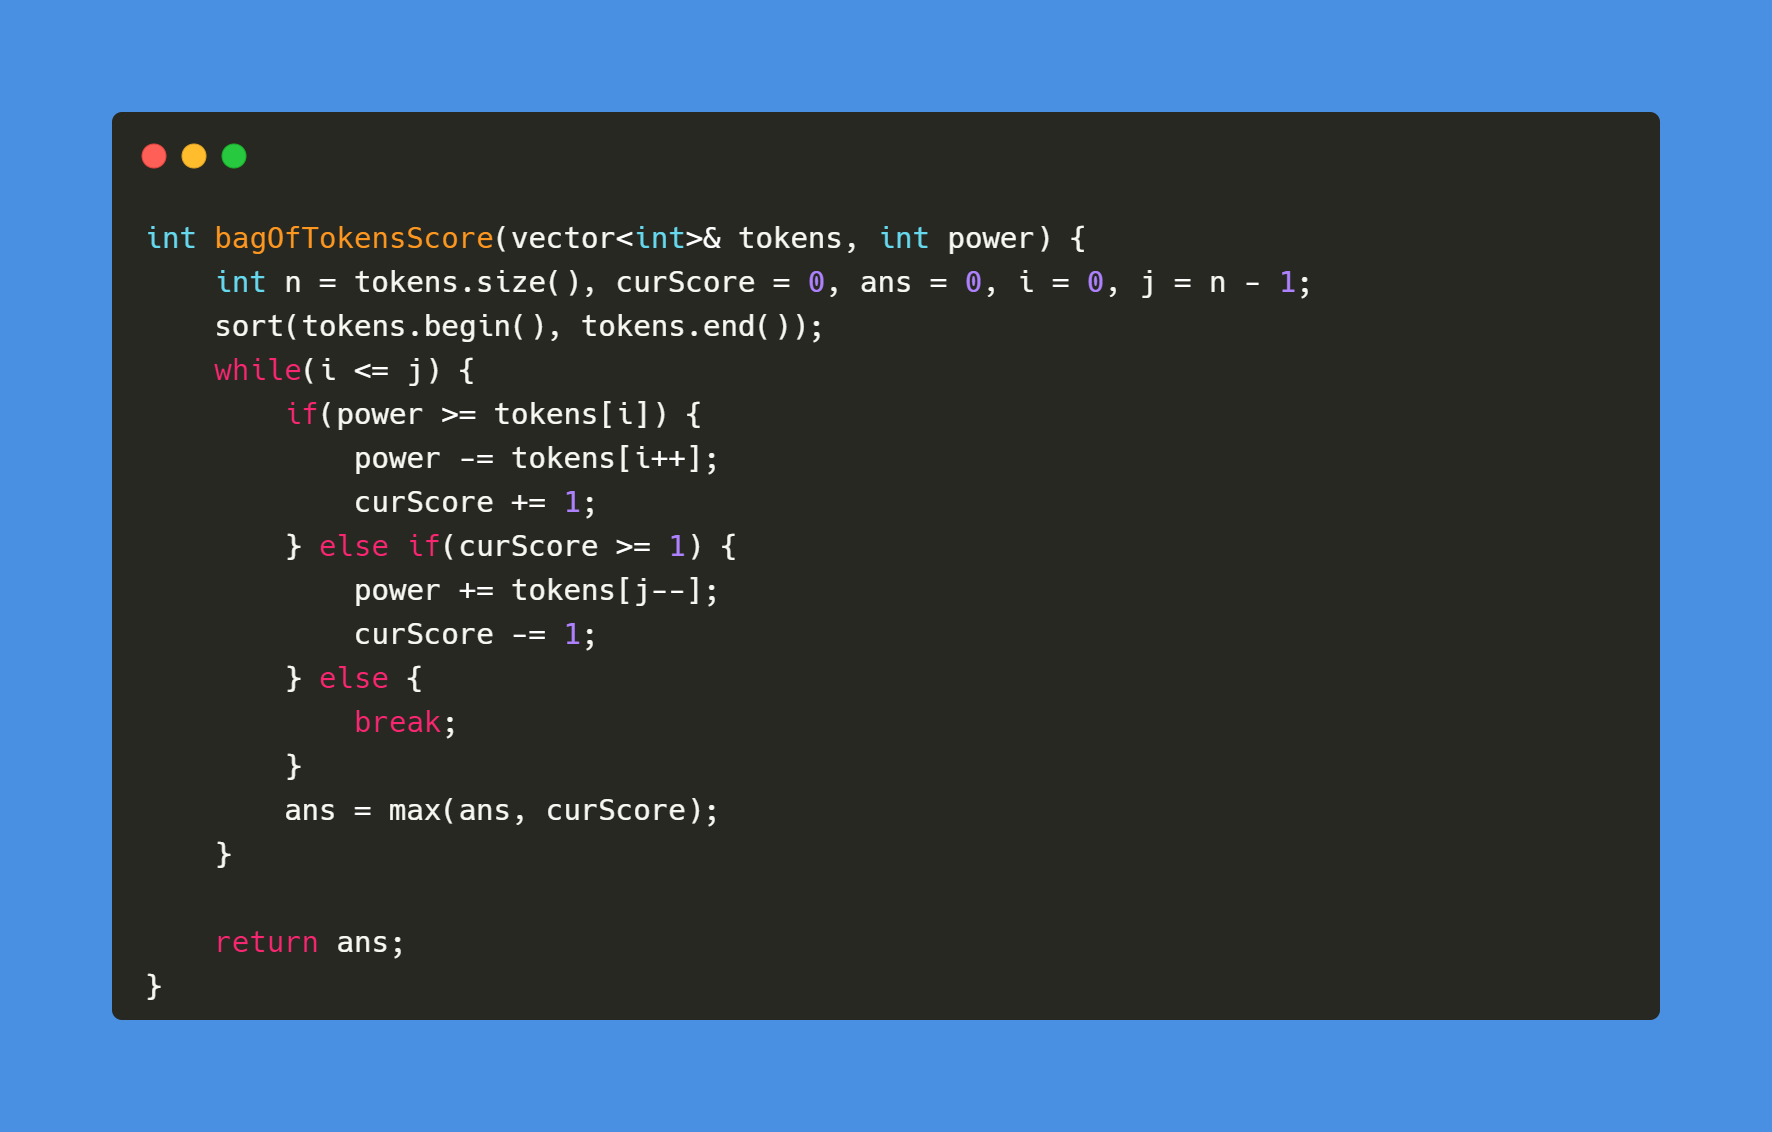 int bagOfTokensScore(vector<int>& tokens, int power) {
    int n = tokens.size(), curScore = 0, ans = 0, i = 0, j = n - 1;
    sort(tokens.begin(), tokens.end());
    while(i <= j) {
        if(power >= tokens[i]) {
            power -= tokens[i++];
            curScore += 1;
        } else if(curScore >= 1) {
            power += tokens[j--];
            curScore -= 1;
        } else {
            break;
        }
        ans = max(ans, curScore);
    }

    return ans;
}